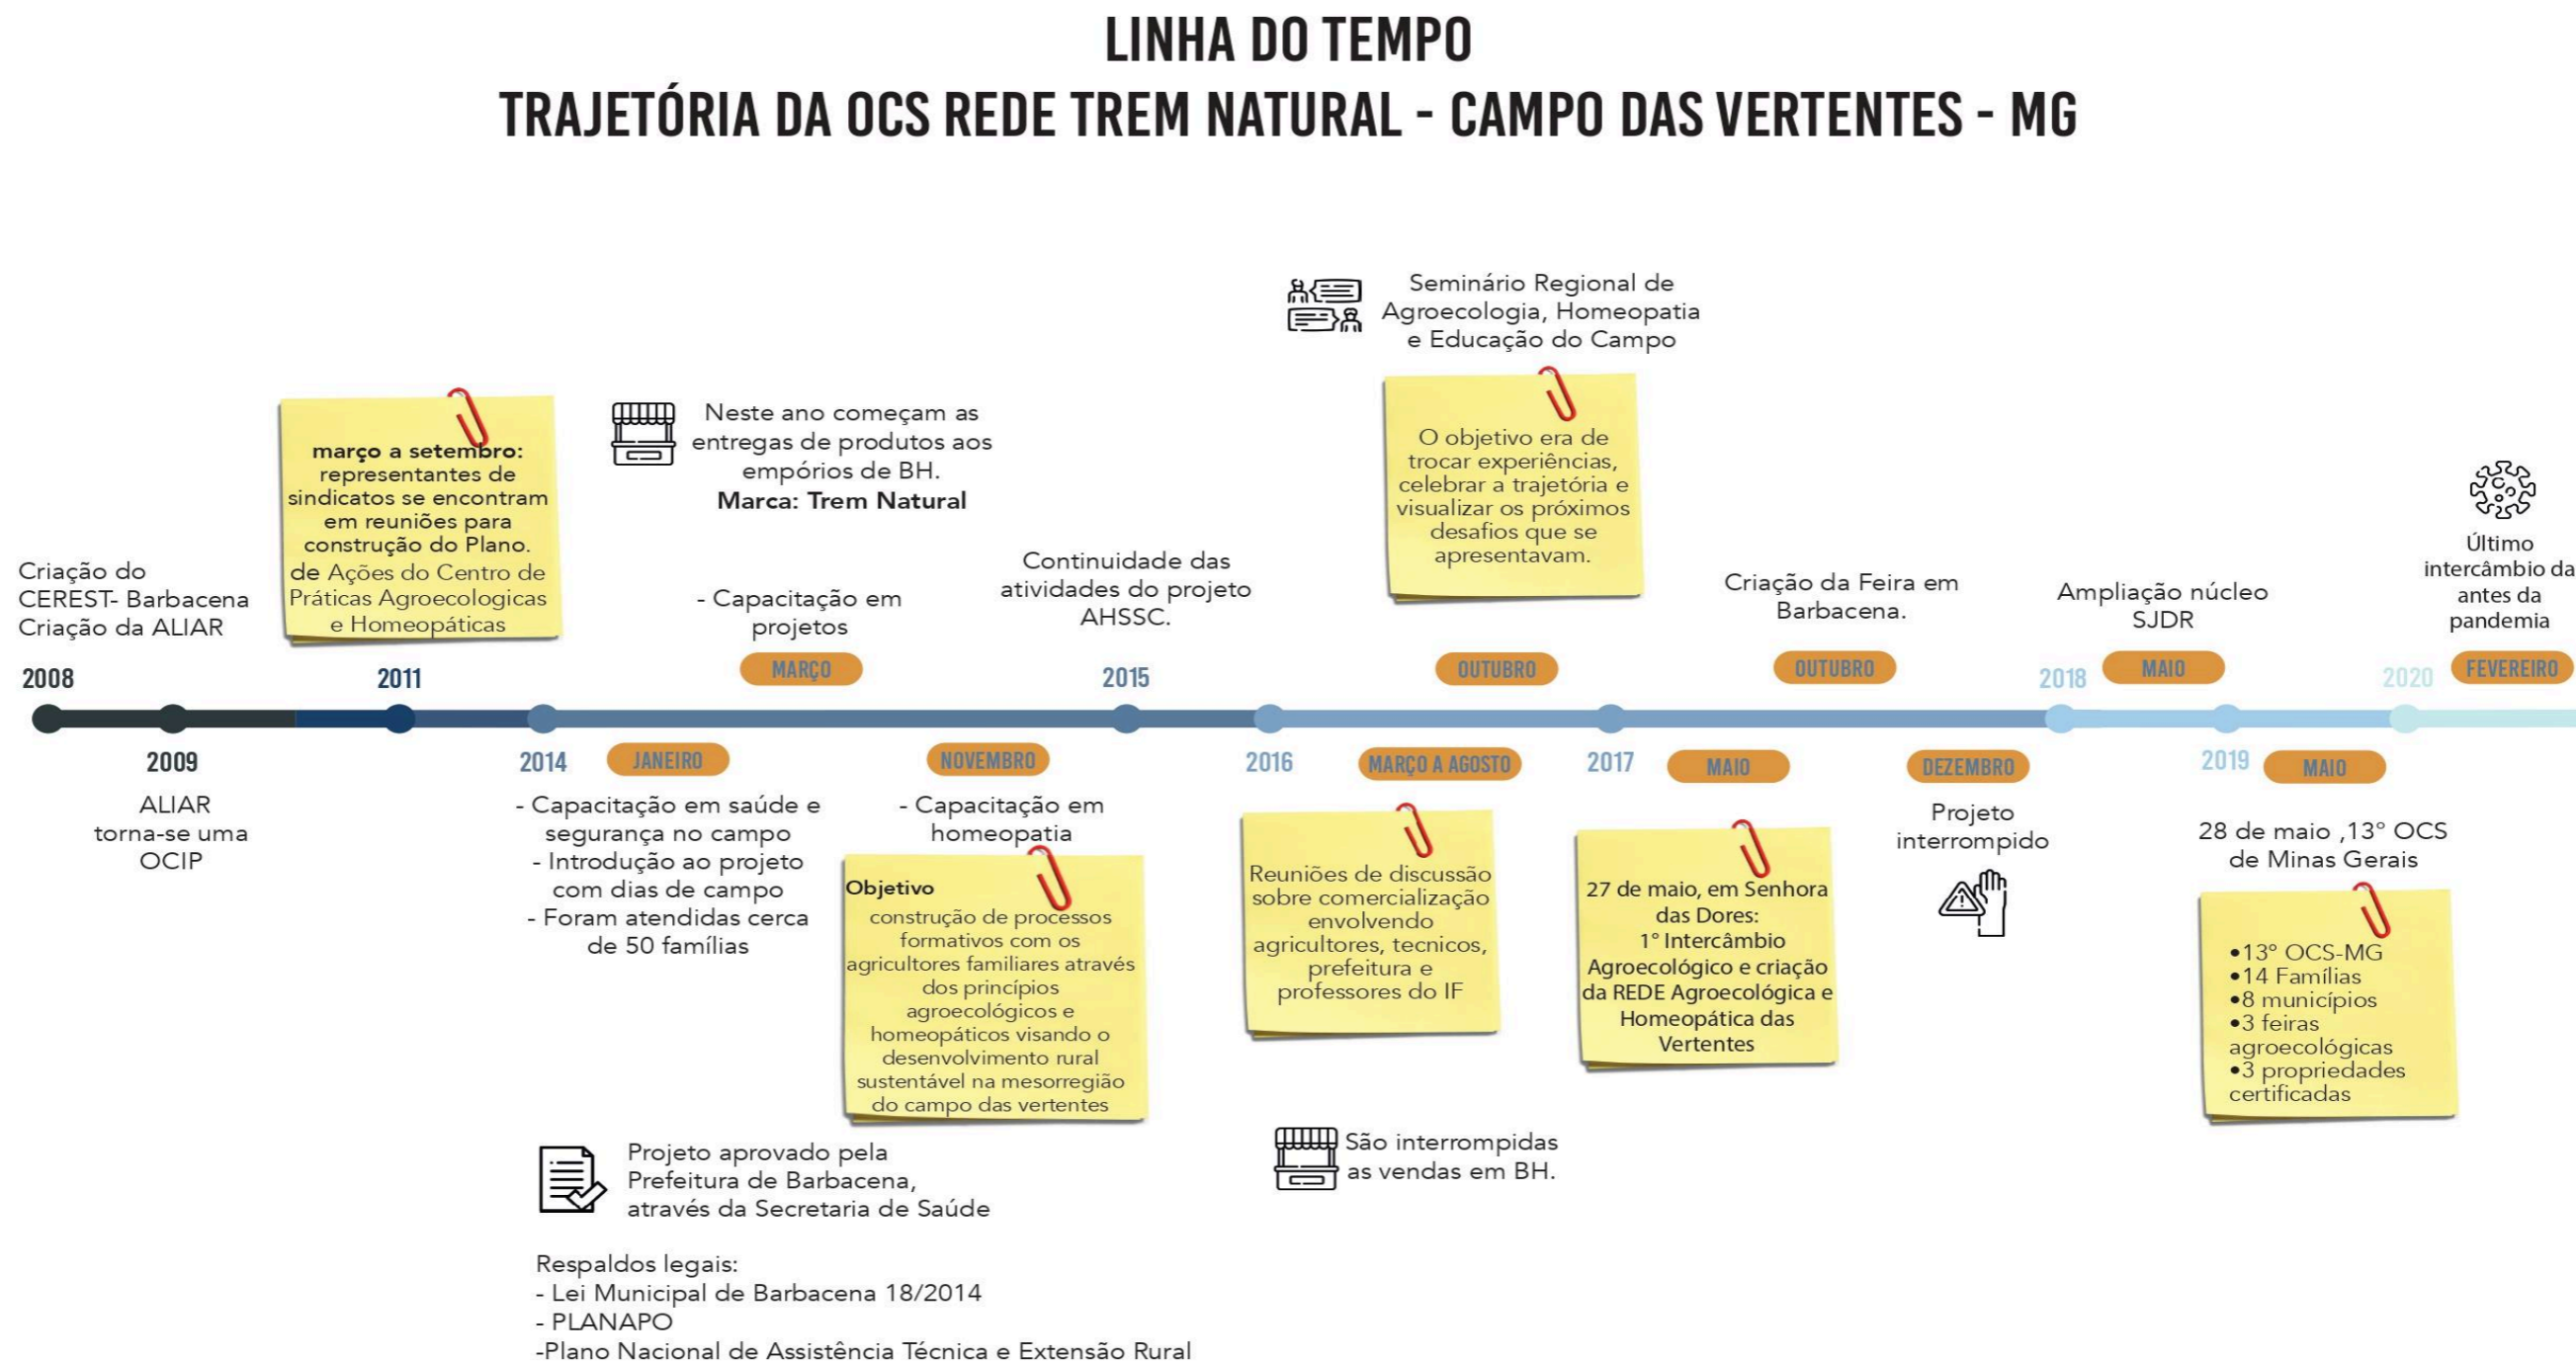 LINHA DO TEMPO
TRAJETÓRIA DA OCS REDE TREM NATURAL - CAMPO DAS VERTENTES - MG
Criação do
CEREST- Barbacena
Criação da ALIAR
2008
2009
ALIAR
torna-se uma
OCIP
março a setembro:
representantes de
sindicatos se encontram
em reuniões para
construção do Plano.
de Ações do Centro de
Práticas Agroecologicas
e Homeopáticas
2011
Neste ano começam as
entregas de produtos aos
empórios de BH.
Marca: Trem Natural
2014
JANEIRO
- Capacitação em saúde e
segurança no campo
- Introdução ao projeto
com dias de campo
- Foram atendidas cerca
de 50 famílias
- Capacitação em
projetos
MARÇO
NOVEMBRO
- Capacitação em
homeopatia
Objetivo
construção de processos
formativos com os
agricultores familiares através
dos princípios
agroecológicos e
homeopáticos visando o
desenvolvimento rural
sustentável na mesorregião
do campo das vertentes
Projeto aprovado pela
Prefeitura de Barbacena,
através da Secretaria de Saúde
Respaldos legais:
- Lei Municipal de Barbacena 18/2014
- PLANAPO
-Plano Nacional de Assistência Técnica e Extensão Rural
Continuidade das
atividades do projeto
AHSSC.
2015
2016
MARÇO A AGOSTO
Reuniões de discussão
sobre comercialização
envolvendo
agricultores, tecnicos,
prefeitura e
professores do IF
São interrompidas
as vendas em BH.
Seminário Regional de
Agroecologia, Homeopatia
e Educação do Campo
O objetivo era de
trocar experiências,
celebrar a trajetória e
visualizar os próximos
desafios que se
apresentavam.
OUTUBRO
2017
MAIO
27 de maio, em Senhora
das Dores:
1° Intercâmbio
Agroecológico e criação
da REDE Agroecológica e
Homeopática das
Vertentes
Criação da Feira em
Barbacena.
OUTUBRO
DEZEMBRO
Projeto
interrompido
Ampliação núcleo
SJDR
2018
MAIO
2019
MAIO
28 de maio ,13° OCS
de Minas Gerais
•13° OCS-MG
•14 Famílias
•8 municípios
•3 feiras
agroecológicas
•3 propriedades
certificadas
Último
intercâmbio da
antes da
pandemia
2020
FEVEREIRO